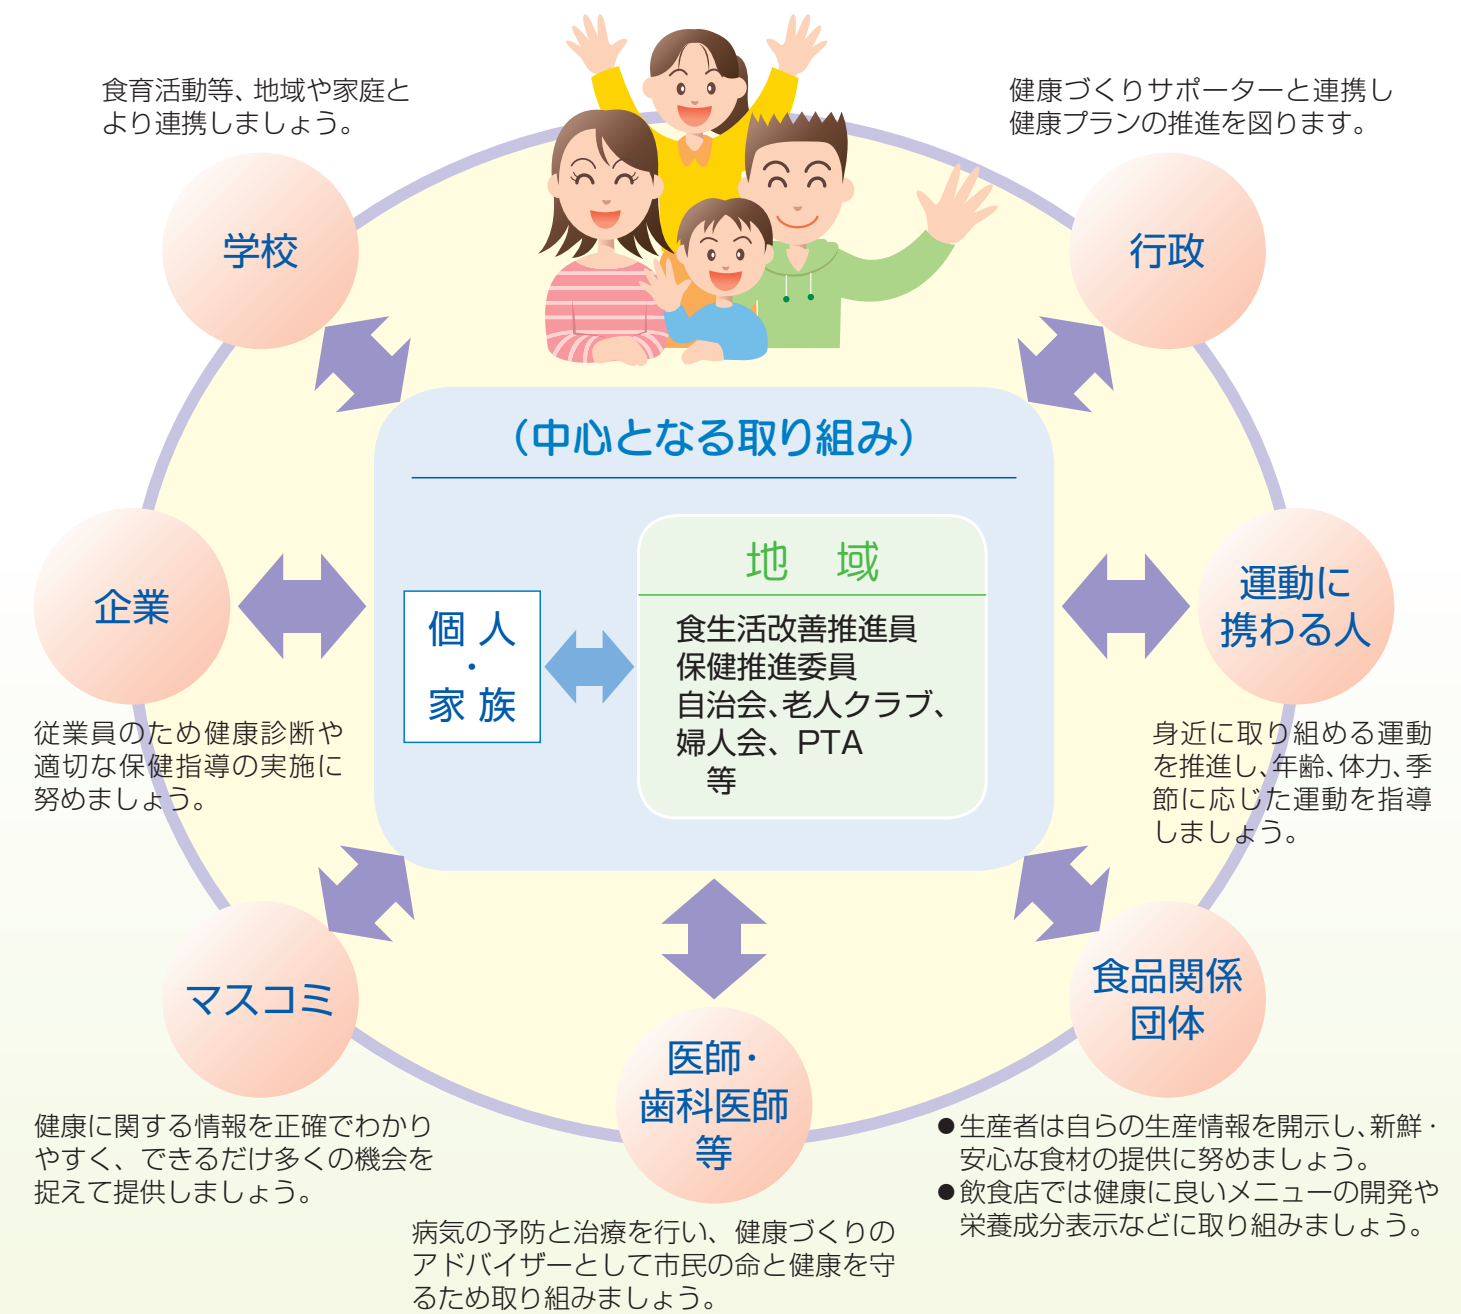 食育活動等、地域や家庭と
より連携しましょう。
学校
健康づくりサポーターと連携し
健康プランの推進を図ります。
行政
(中心となる取り組み)
個人
・
家族
地域
食生活改善推進員
保健推進委員
自治会、老人クラブ、
婦人会、PTA
等
企業
従業員のため健康診断や
適切な保健指導の実施に
努めましょう。
運動に
携わる人
身近に取り組める運動
を推進し、年齢、体力、季
節に応じた運動を指導
しましょう。
マスコミ
健康に関する情報を正確でわかり
やすく、できるだけ多くの機会を
捉えて提供しましょう。
医師・
歯科医師
等
病気の予防と治療を行い、健康づくりの
アドバイザーとして市民の命と健康を守
るため取り組みましょう。
食品関係
団体
●生産者は自らの生産情報を開示し、新鮮・
安心な食材の提供に努めましょう。
●飲食店では健康に良いメニューの開発や
栄養成分表示などに取り組みましょう。